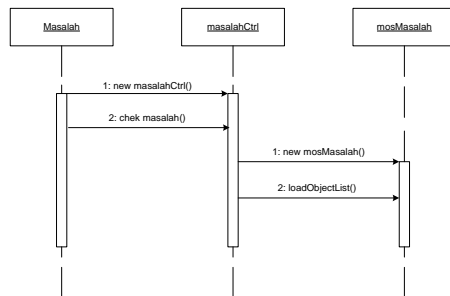 Masalah
masalahCtrl
mosMasalah
1: new masalahCtrl()
2: chek masalah()
1: new mosMasalah()
2: loadObjectList()